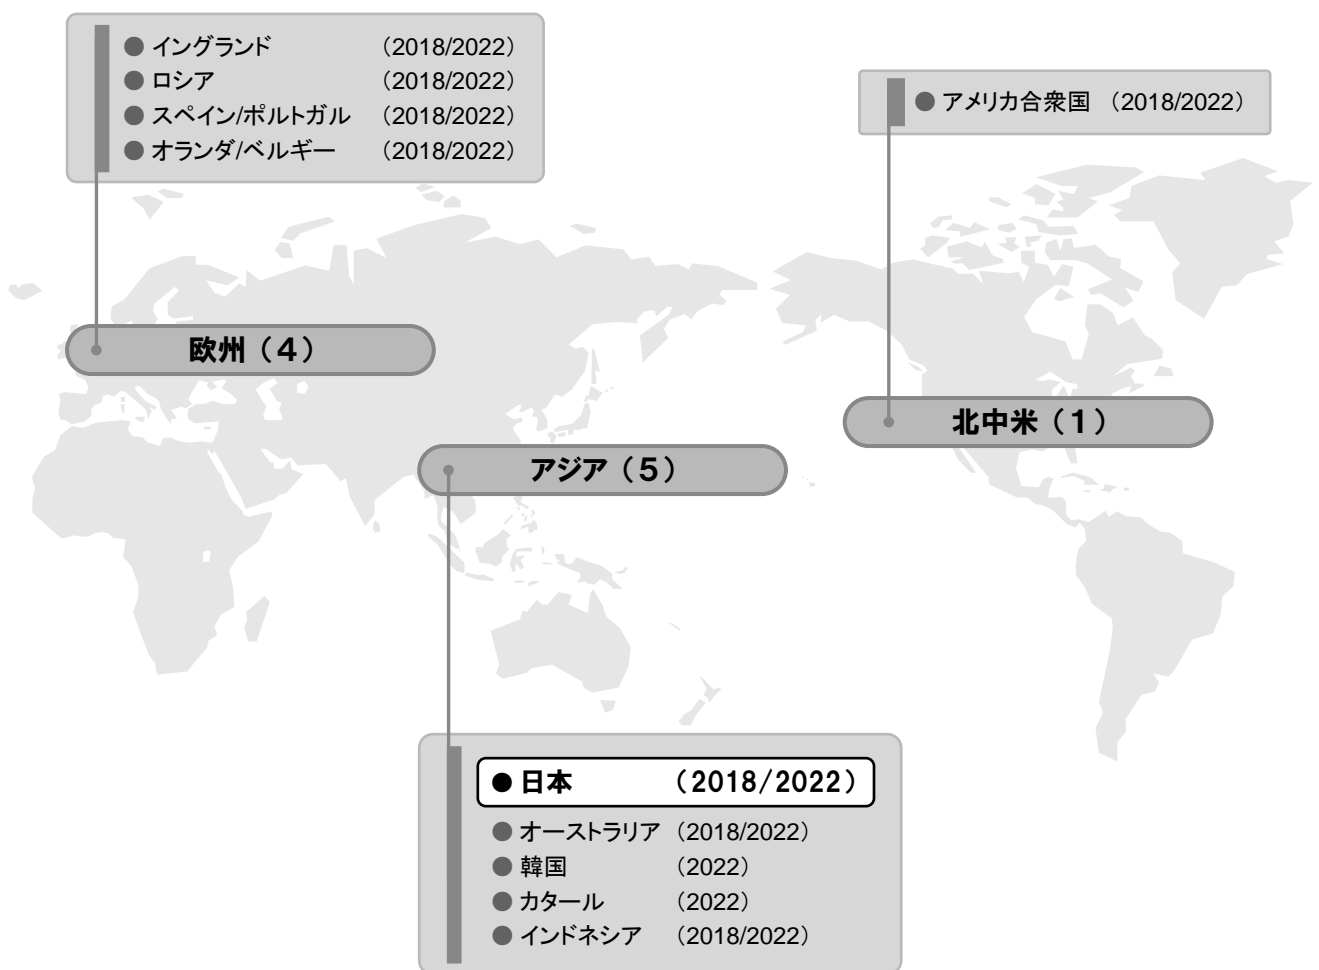 ● イングランド （2018/2022）
● ロシア （2018/2022）
● スペイン/ポルトガル （2018/2022）
● オランダ/ベルギー （2018/2022）
● アメリカ合衆国 （2018/2022）
欧州（４）
北中米（１）
アジア（５）
● 日本 （2018/2022）
● オーストラリア （2018/2022）
● 韓国 （2022）
● カタール （2022）
● インドネシア （2018/2022）